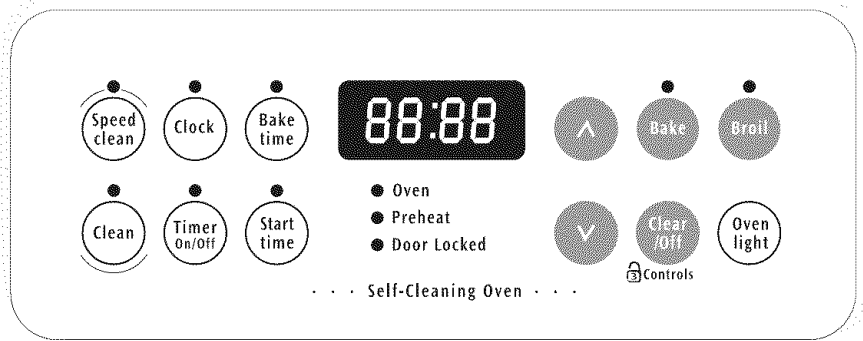 Speed
clean
Clock
Bake
time
88:88
Bake
Broil
Clean
Timer
On/Off
Start
time
Oven
Preheat
Door Locked
Clear
/Off
Oven
light
3 Controls
Self-Cleaning Oven